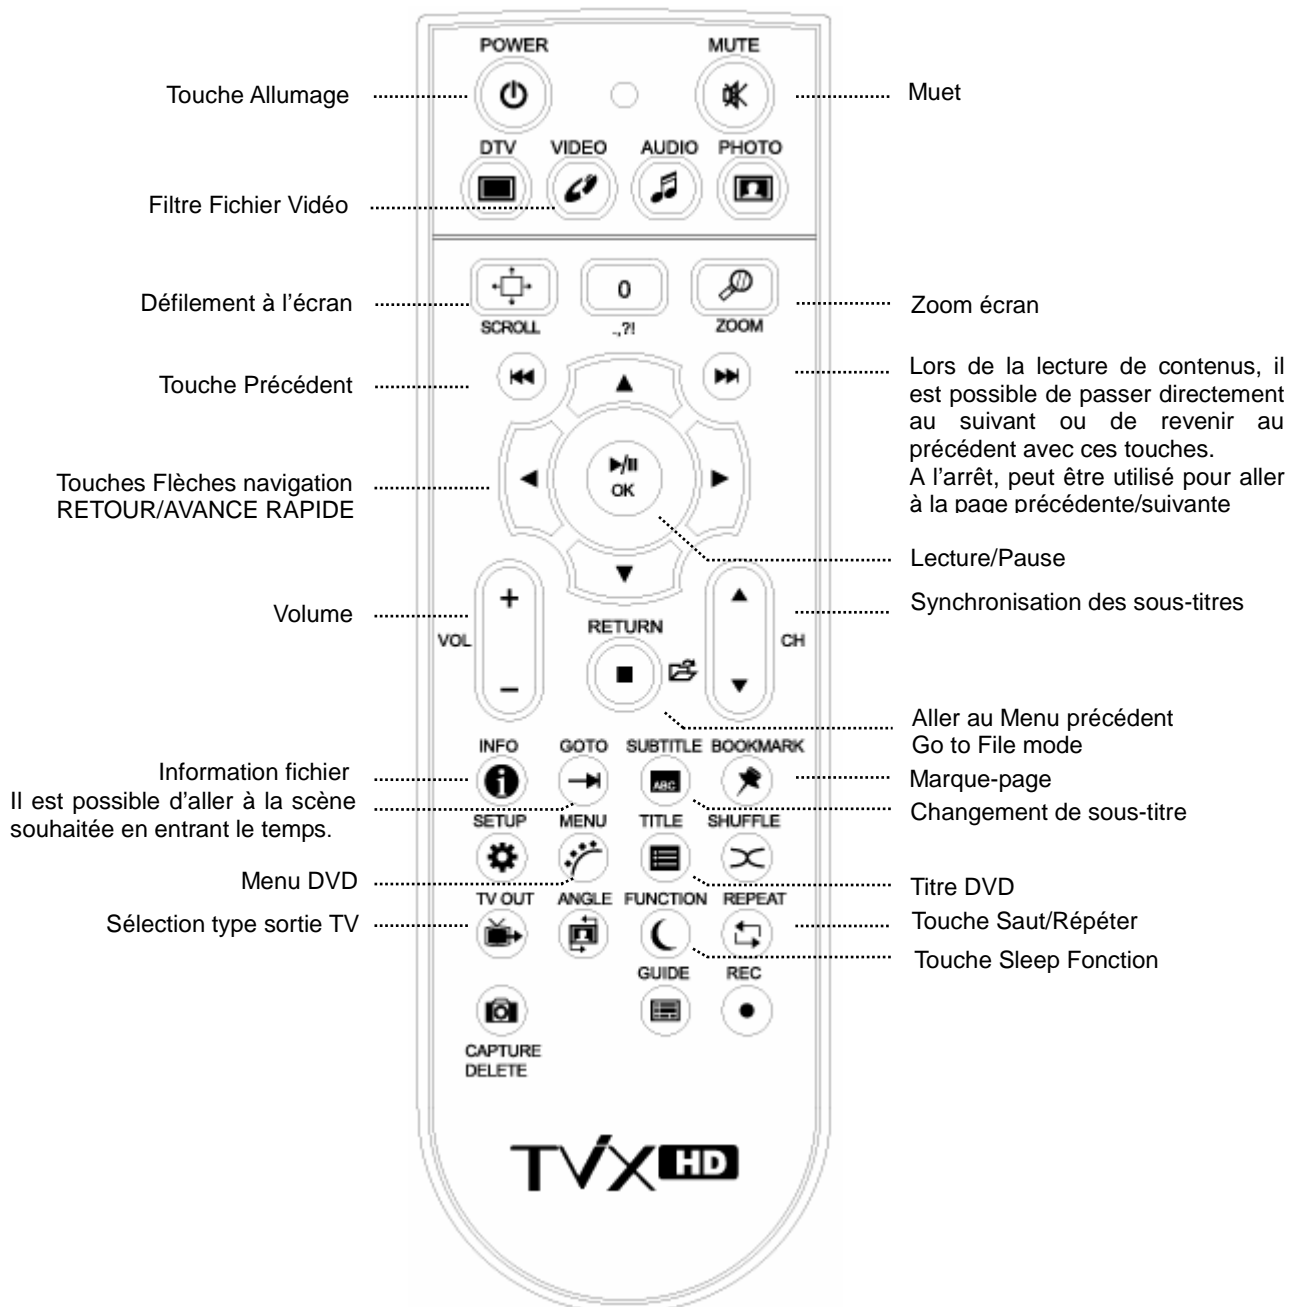 POWER
MUTE
Touche Allumage
Muet
DTV VIDEO AUDIO PHOTO
Filtre Fichier Vidéo
Défilement à l’écran
0
Zoom écran
SCROLL
.,?!
ZOOM
Touche Précédent
Lors de la lecture de contenus, il
est possible de passer directement
au suivant ou de revenir au
précédent avec ces touches.
A l’arrêt, peut être utilisé pour aller
à la page précédente/suivante
Touches Flèches navigation
RETOUR/AVANCE RAPIDE
OK
Lecture/Pause
Volume
+
Synchronisation des sous-titres
RETURN
VOL
CH
−
Aller au Menu précédent
Go to File mode
INFO GOTO SUBTITLE BOOKMARK
Information fichier
ABC
Marque-page
Il est possible d’aller à la scène
souhaitée en entrant le temps.
Changement de sous-titre
SETUP MENU TITLE SHUFFLE
Menu DVD
Titre DVD
TV OUT ANGLE FUNCTION REPEAT
Sélection type sortie TV
Touche Saut/Répéter
Touche Sleep Fonction
GUIDE REC
CAPTURE
DELETE
TViX HD